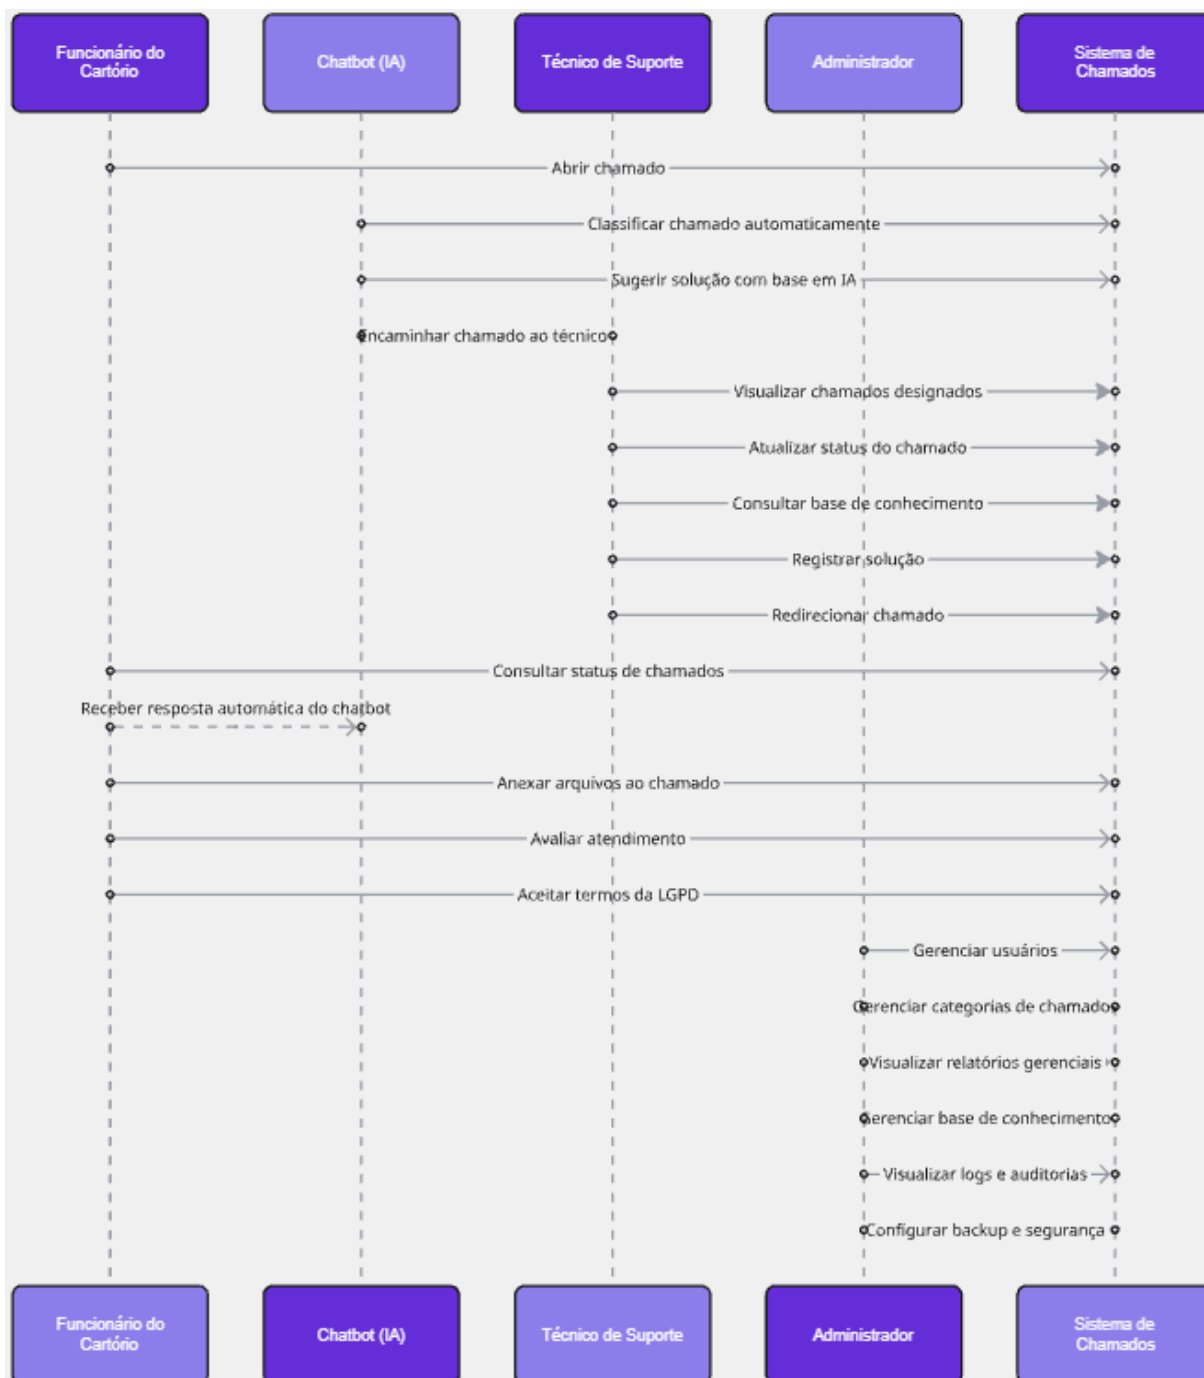 Funcionário do
Cartório
Chatbot (IA)
Técnico de Suporte
Administrador
Sistema de
Chamados
Abrir chamado
Classificar chamado automaticamente
Sugerir solução com base em IA
Encaminhar chamado ao técnico
Visualizar chamados designados
Atualizar status do chamado
Consultar base de conhecimento
Registrar solução
Redirecionar chamado
Consultar status de chamados
Receber resposta automática do chatbot
Anexar arquivos ao chamado
Avaliar atendimento
Aceitar termos da LGPD
Gerenciar usuários
Gerenciar categorias de chamados
Visualizar relatórios gerenciais
Gerenciar base de conhecimento
Visualizar logs e auditorias
Configurar backup e segurança
Funcionário do
Cartório
Chatbot (IA)
Técnico de Suporte
Administrador
Sistema de
Chamados